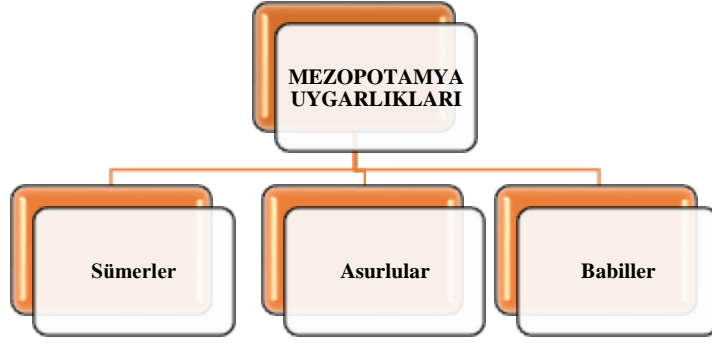 MEZOPOTAMYA
UYGARLIKLARI
Sümerler
Asurlular
Babiller